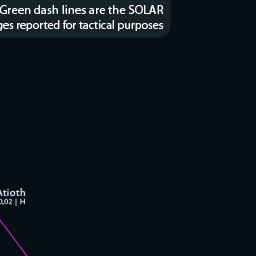 Green dash lines are the SOLAR
ges reported for tactical purposes
Atioth
0,02 | H